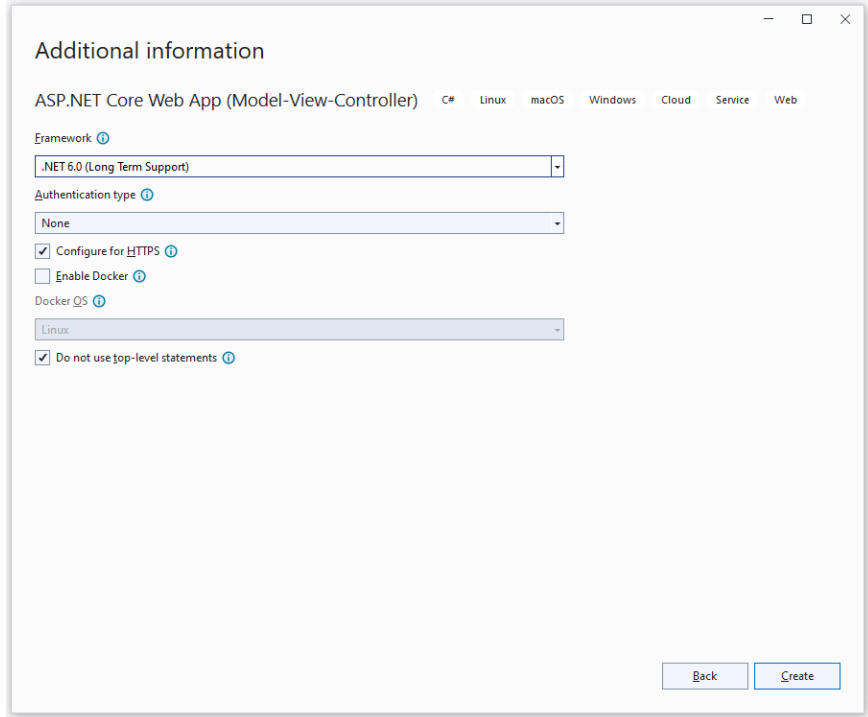 Additional information
ASP.NET Core Web App (Model-View-Controller) C# Linux macOS Windows Cloud Service Web
Framework
.NET 6.0 (Long Term Support)
Authentication type
None
Configure for HTTPS
Enable Docker
Docker OS
Linux
Do not use top-level statements
Back Create